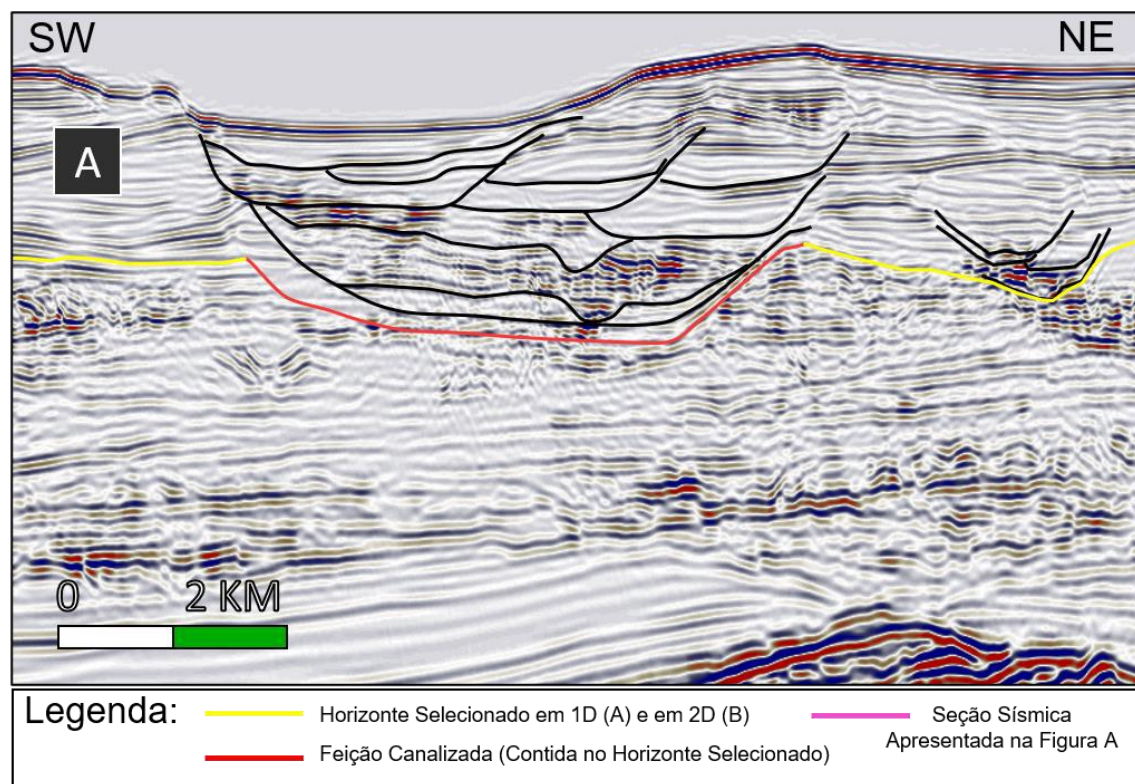 SW
NE
A
0 2 KM
Legenda:
Horizonte Selecionado em 1D (A) e em 2D (B)
Feição Canalizada (Contida no Horizonte Selecionado)
Seção Sísmica
Apresentada na Figura A